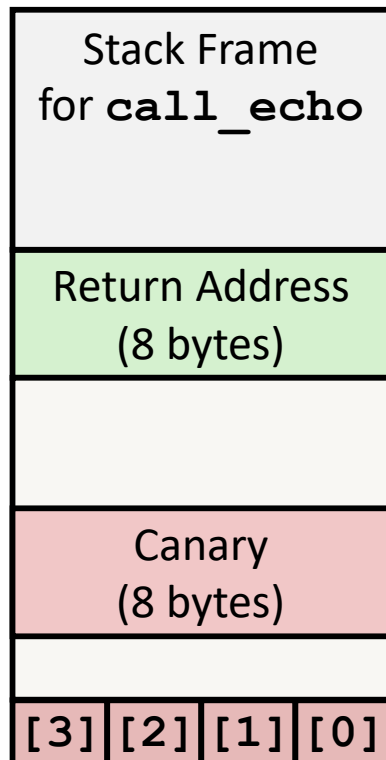 Stack Frame
for call_echo
Return Address
(8 bytes)
Canary
(8 bytes)
[3] [2] [1] [0]